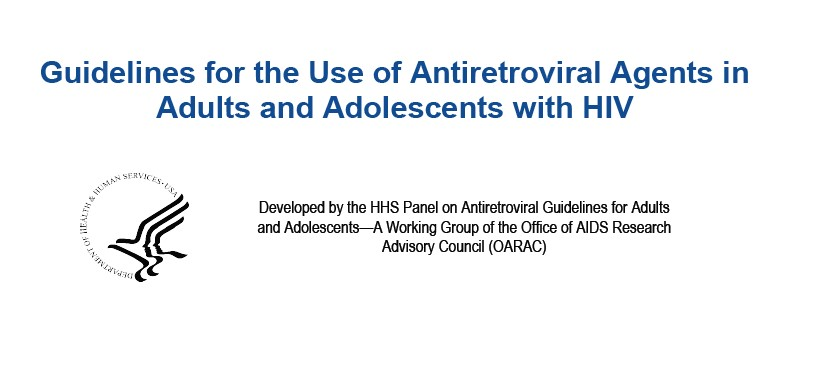 Guidelines for the Use of Antiretroviral Agents in
Adults and Adolescents with HIV
DEPARTMENT OF HEALTH & HUMAN SERVICES • USA
Developed by the HHS Panel on Antiretroviral Guidelines for Adults
and Adolescents—A Working Group of the Office of AIDS Research
Advisory Council (OARAC)